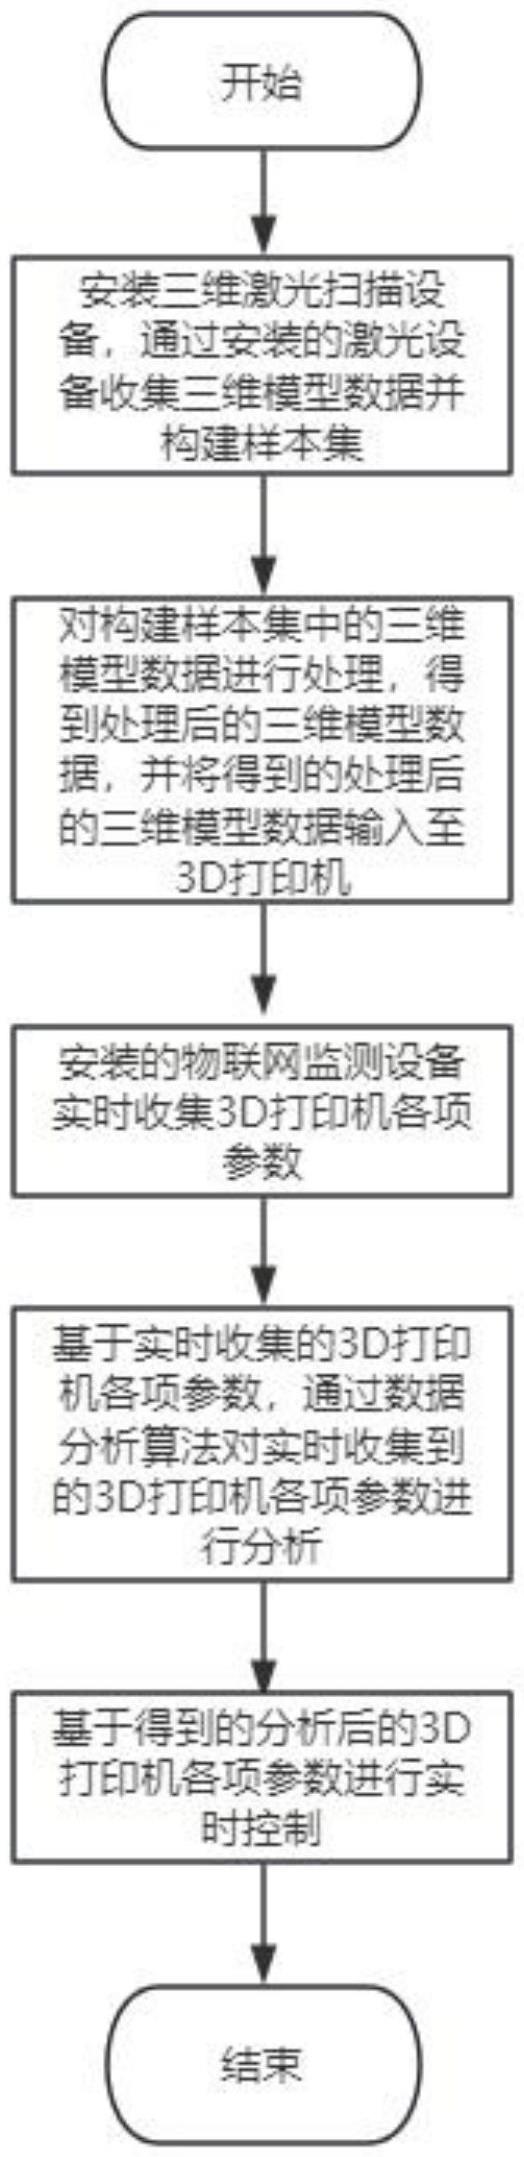 开始
安装三维激光扫描设
备，通过安装的激光设
备收集三维模型数据并
构建样本集
对构建样本集中的三维
模型数据进行处理，得
到处理后的三维模型数
据，并将得到的处理后
的三维模型数据输入至
3D打印机
安装的物联网监测设备
实时收集3D打印机各项
参数
基于实时收集的3D打印
机各项参数，通过数据
分析算法对实时收集到
的3D打印机各项参数进
行分析
基于得到的分析后的3D
打印机各项参数进行实
时控制
结束